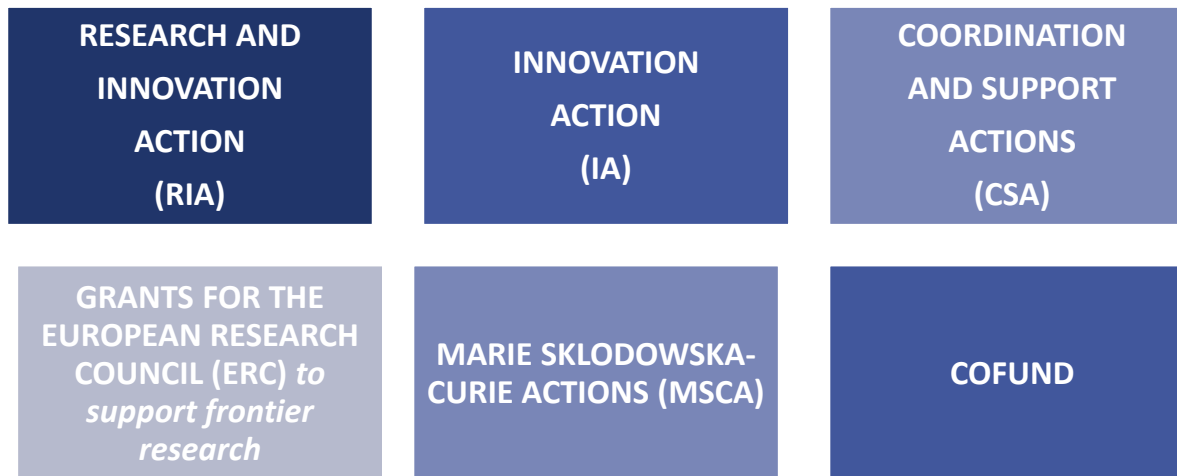 RESEARCH AND
INNOVATION
ACTION
(RIA)
INNOVATION
ACTION
(IA)
COORDINATION
AND SUPPORT
ACTIONS
(CSA)
GRANTS FOR THE
EUROPEAN RESEARCH
COUNCIL (ERC) to
support frontier
research
MARIE SKLODOWSKA-
CURIE ACTIONS (MSCA)
COFUND